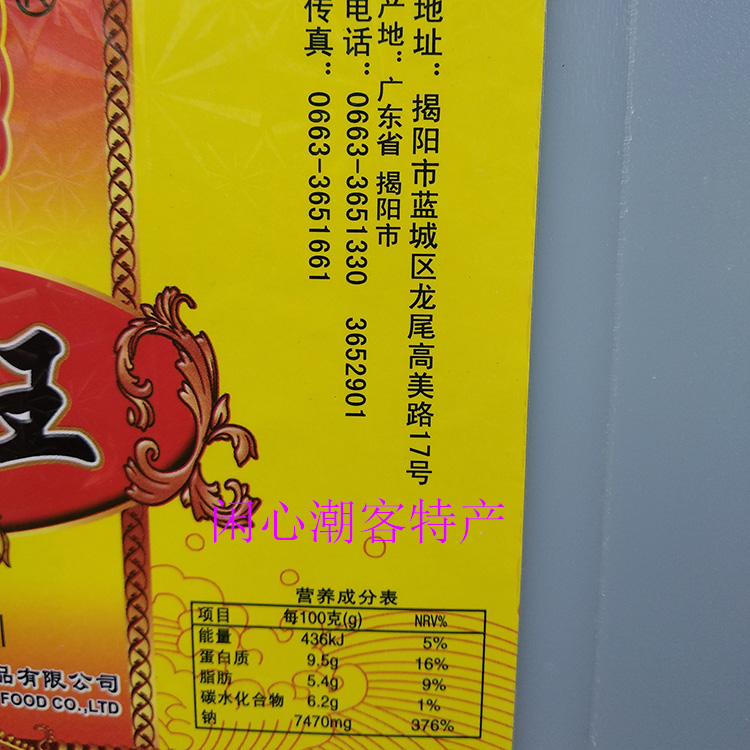 地址：揭阳市蓝城区龙尾高美路17号
产地：广东省 揭阳市
电话：0663-3651330 3652901
传真：0663-3651661
王
闲心潮客特产
营养成分表
项目 每100克(g) NRV%
能量 436kJ 5%
蛋白质 9.5g 16%
脂肪 5.4g 9%
碳水化合物 6.2g 1%
钠 7470mg 376%
品有限公司
FOOD CO.,LTD